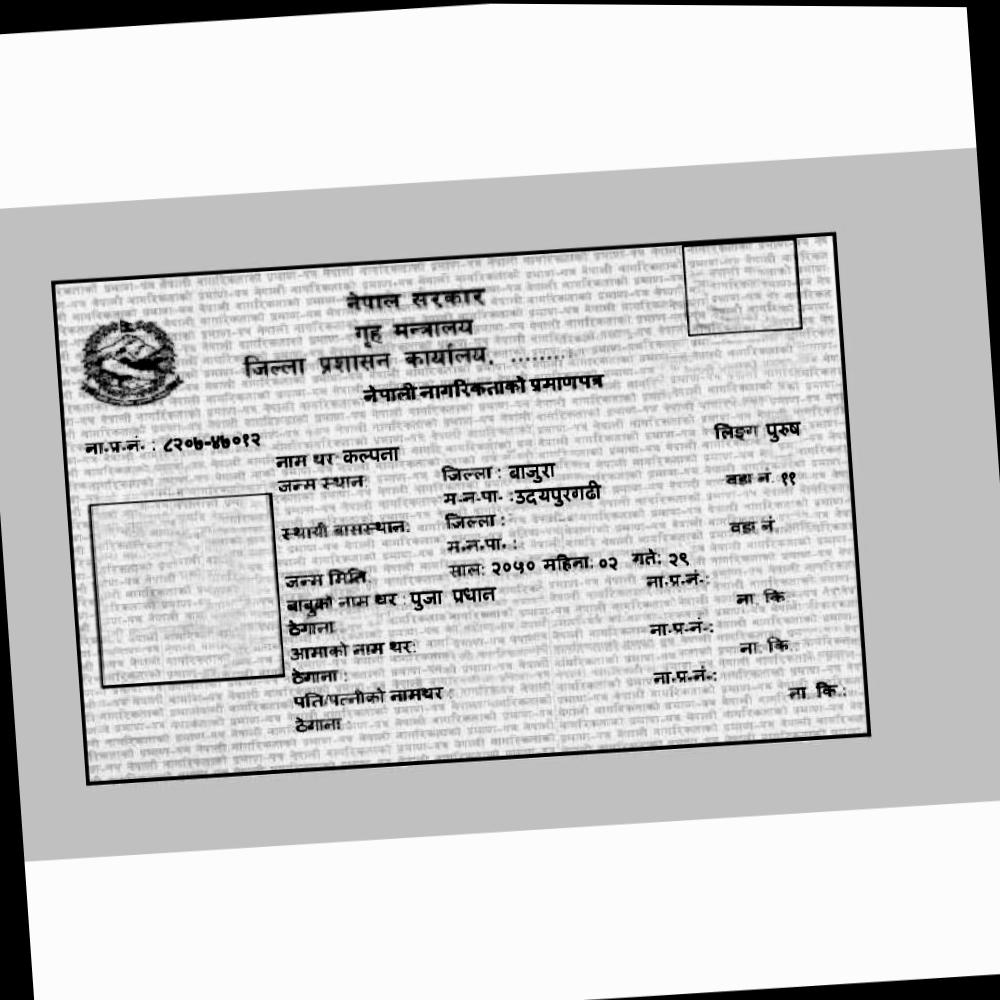 नेपाल सरकार
गृह मन्त्रालय
जिल्ला प्रशासन कार्यालय. ........
नेपाली नागरिकताको प्रमाणपत्र
ना.प्र.नं. : ८२०७-४७०१२ लिङ्ग पुरुष
नाम थर कल्पना
जन्म स्थान: जिल्ला : बाजुरा वडा नं. ११
म.न.पा. :उदयपुरगढी
स्थायी बासस्थान: जिल्ला : वडा नं
म.न.पा. :
जन्म मिति साल: २०५० महिना: ०२ गते: २९
बाबुको नाम थर : पुजा प्रधान ना.प्र.नं.:
ठेगाना ना. कि
आमाको नाम थर: ना.प्र.नं.:
ठेगाना : ना. कि
पति/पत्नीको नामथर : ना.प्र.नं.:
ठेगाना ना कि.: